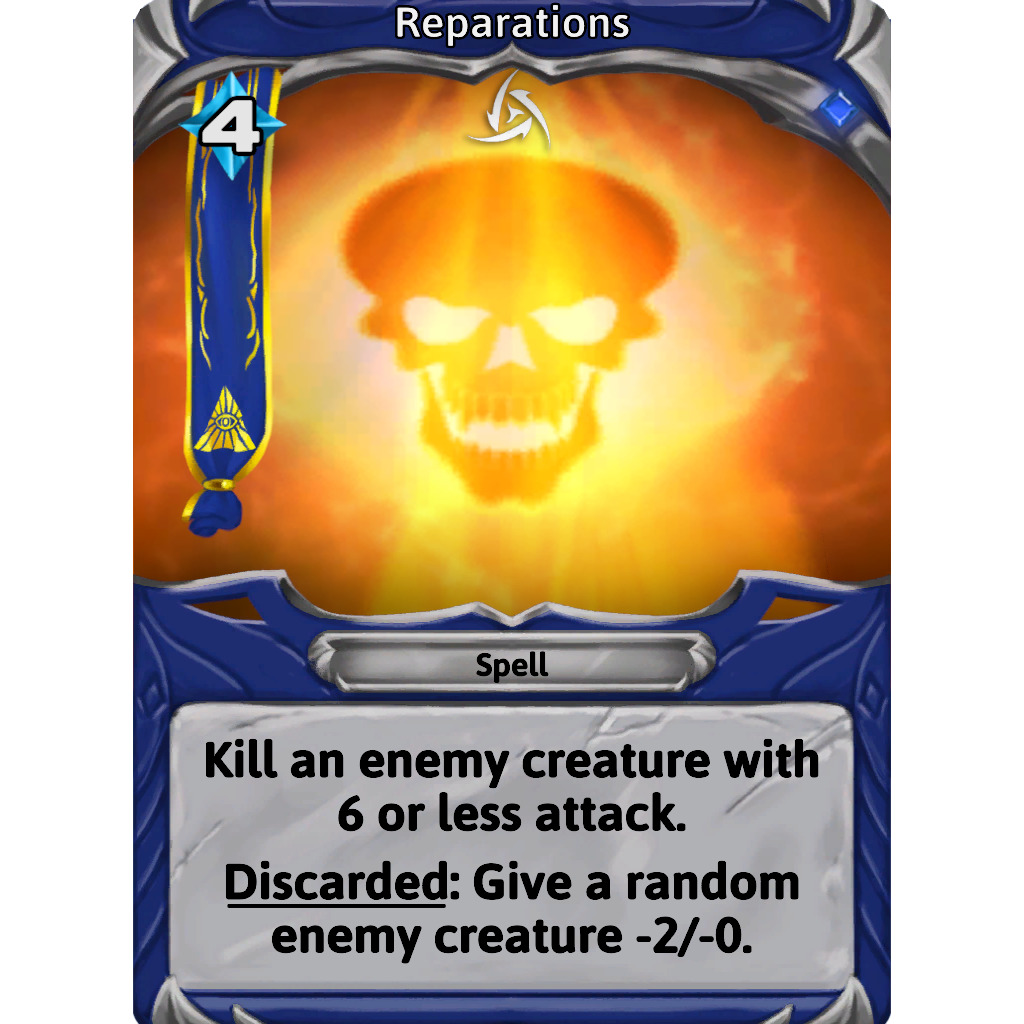 Reparations
4
Spell
Kill an enemy creature with
6 or less attack.
Discarded: Give a random
enemy creature -2/-0.